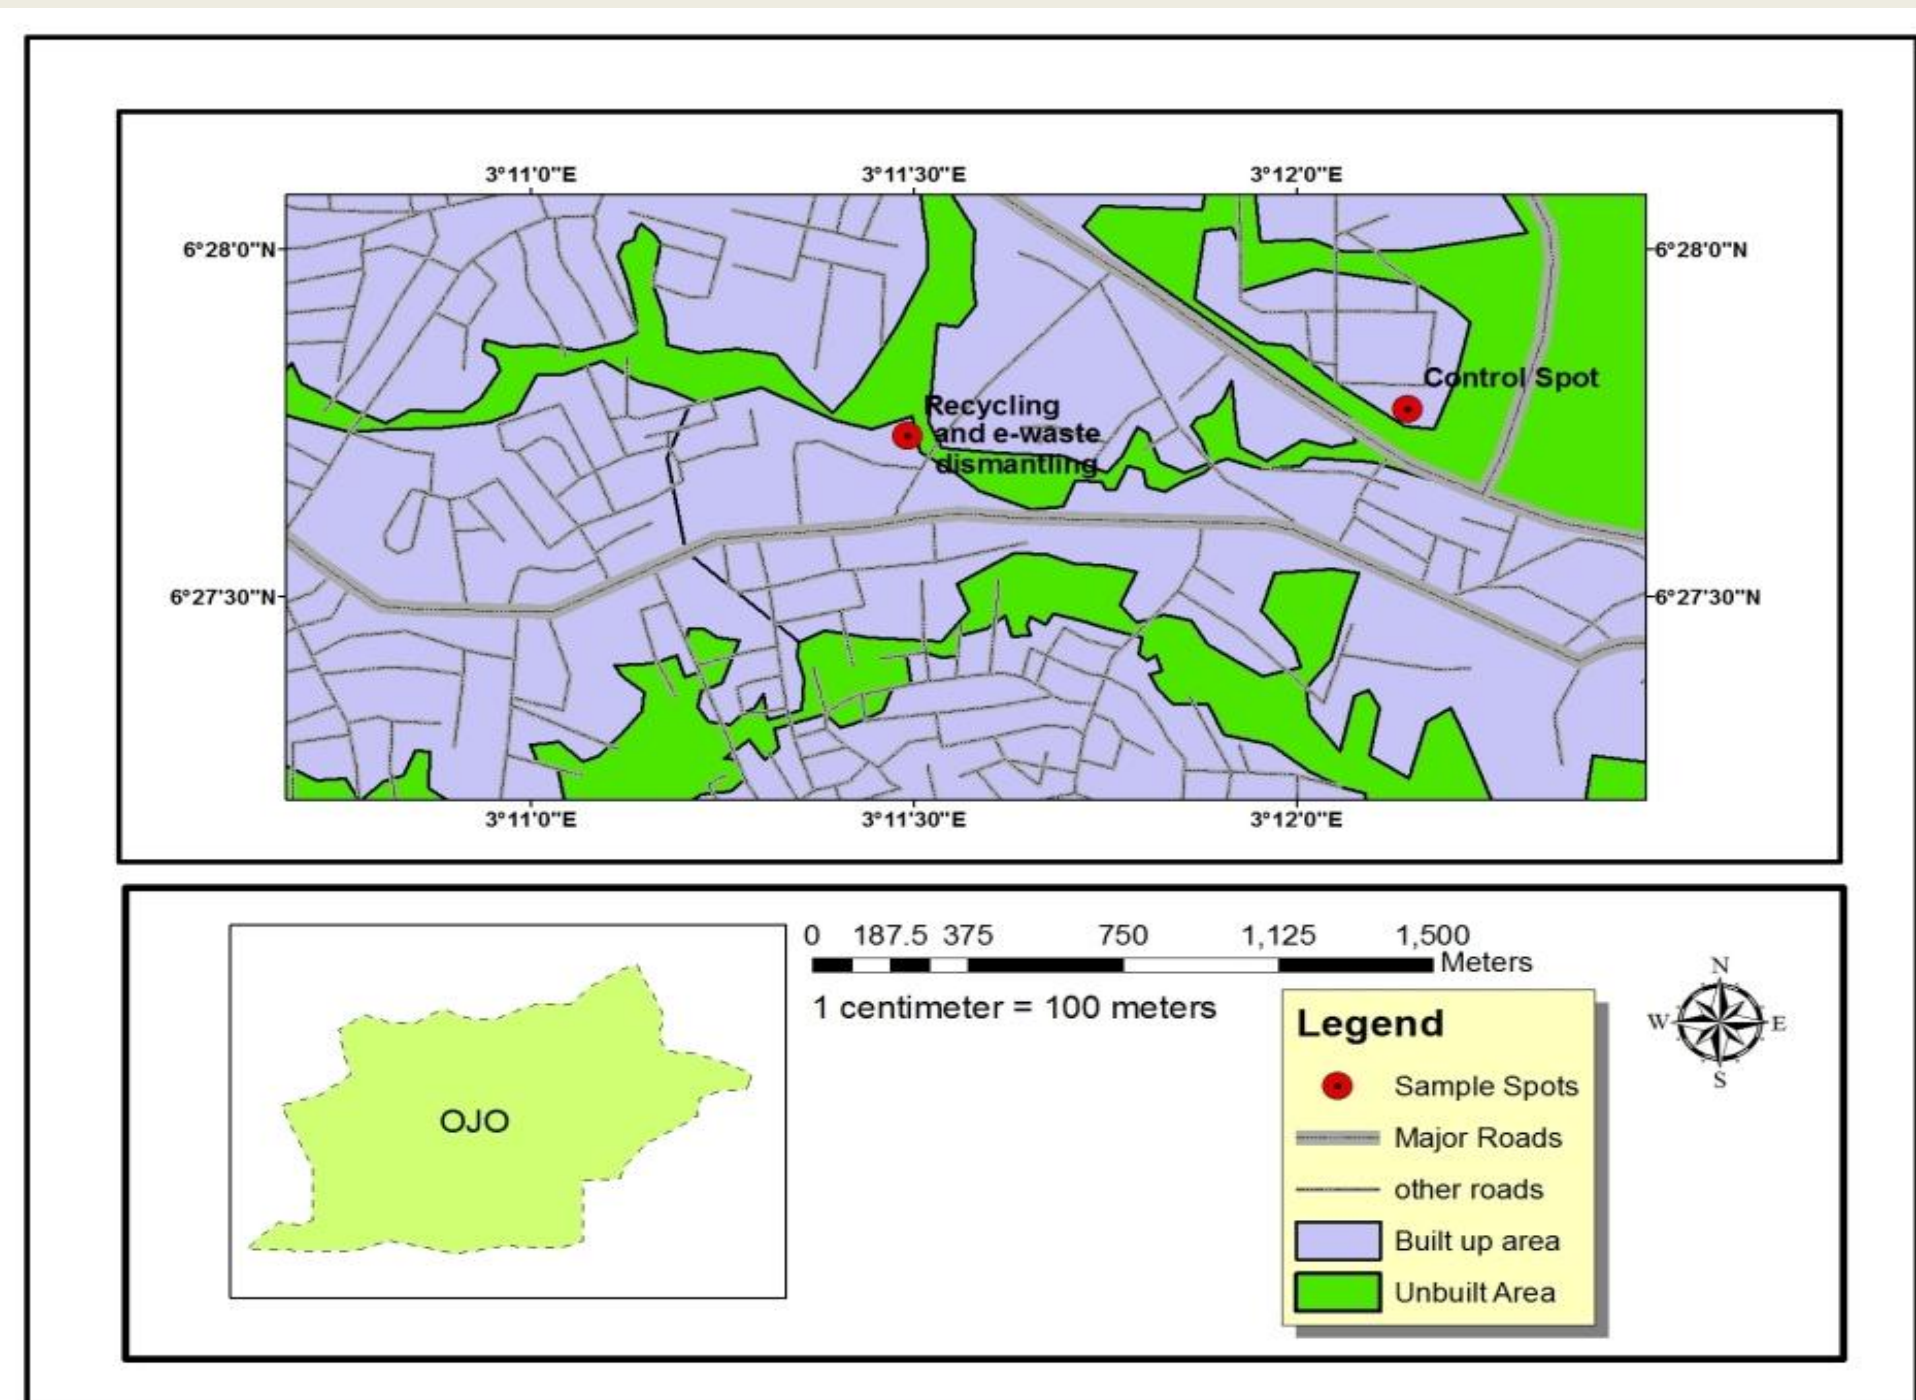 3°11'0"E 3°11'30"E 3°12'0"E
6°28'0"N 6°28'0"N
Control Spot
Recycling
and e-waste
dismantling
6°27'30"N 6°27'30"N
3°11'0"E 3°11'30"E 3°12'0"E
0 187.5 375 750 1,125 1,500
Meters
1 centimeter = 100 meters
OJO
Legend
Sample Spots
Major Roads
other roads
Built up area
Unbuilt Area
N
W E
S